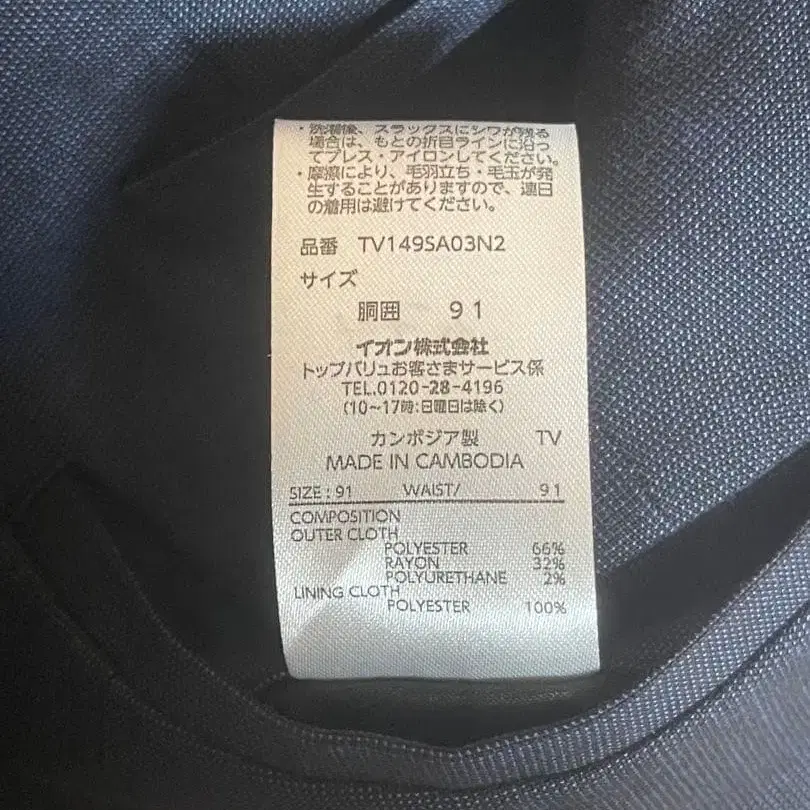 ・洗濯後、スラックスにシワが残る
場合は、もとの折目ラインに沿っ
てプレス・アイロンしてください。
・摩擦により、毛羽立ち・毛玉が発
生することがありますので、連日
の着用は避けてください。
品番 TV149SA03N2
サイズ
胴囲 91
イオン株式会社
トップバリュお客さまサービス係
TEL.0120-28-4196
(10~17時:日曜日は除く)
カンボジア製 TV
MADE IN CAMBODIA
SIZE : 91 WAIST/ 91
COMPOSITION
OUTER CLOTH
POLYESTER 66%
RAYON 32%
POLYURETHANE 2%
LINING CLOTH
POLYESTER 100%